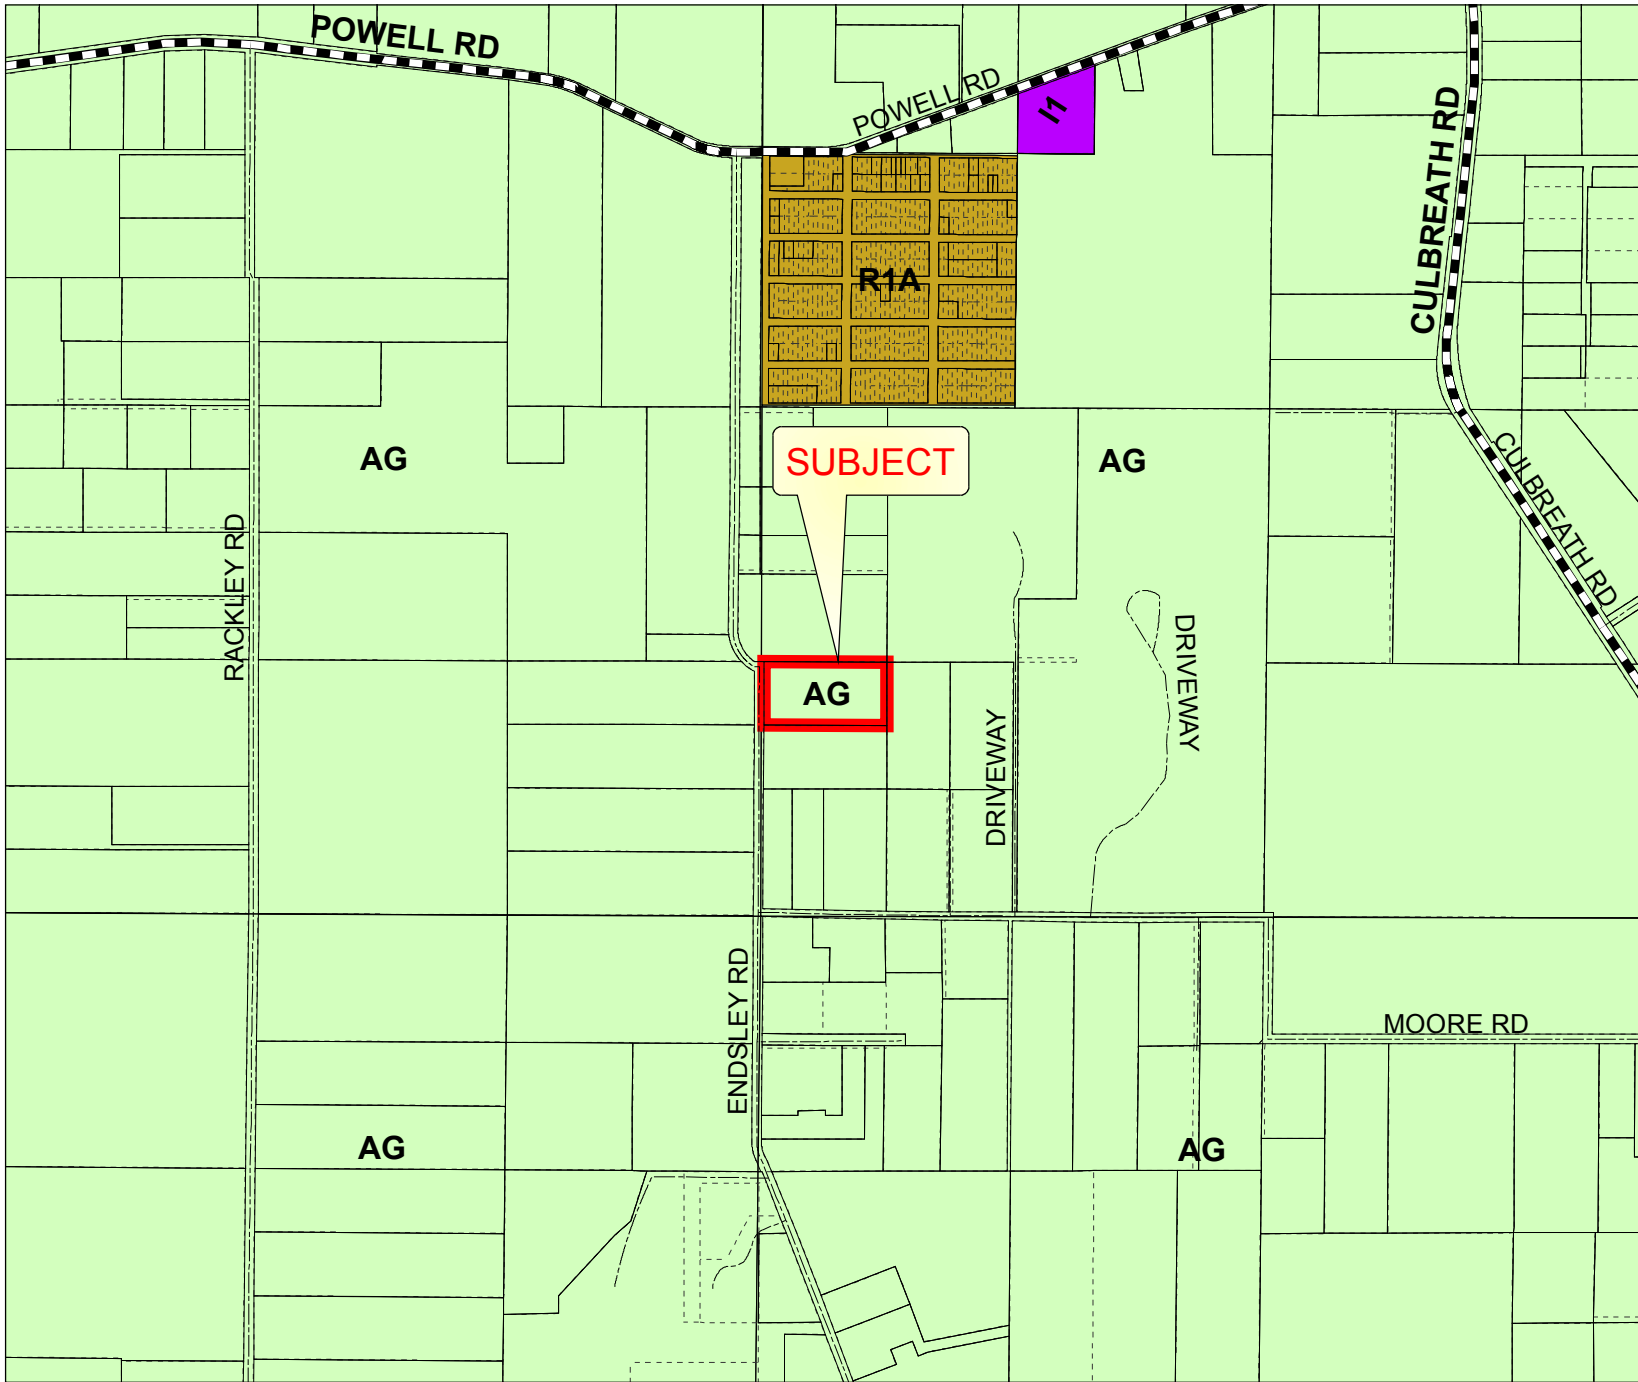 POWELL RD
POWELL RD
I1
CULBREATH RD
R1A
AG
SUBJECT
AG
CULBREATH RD
RACKLEY RD
DRIVEWAY
AG
DRIVEWAY
ENDSLEY RD
MOORE RD
AG
AG